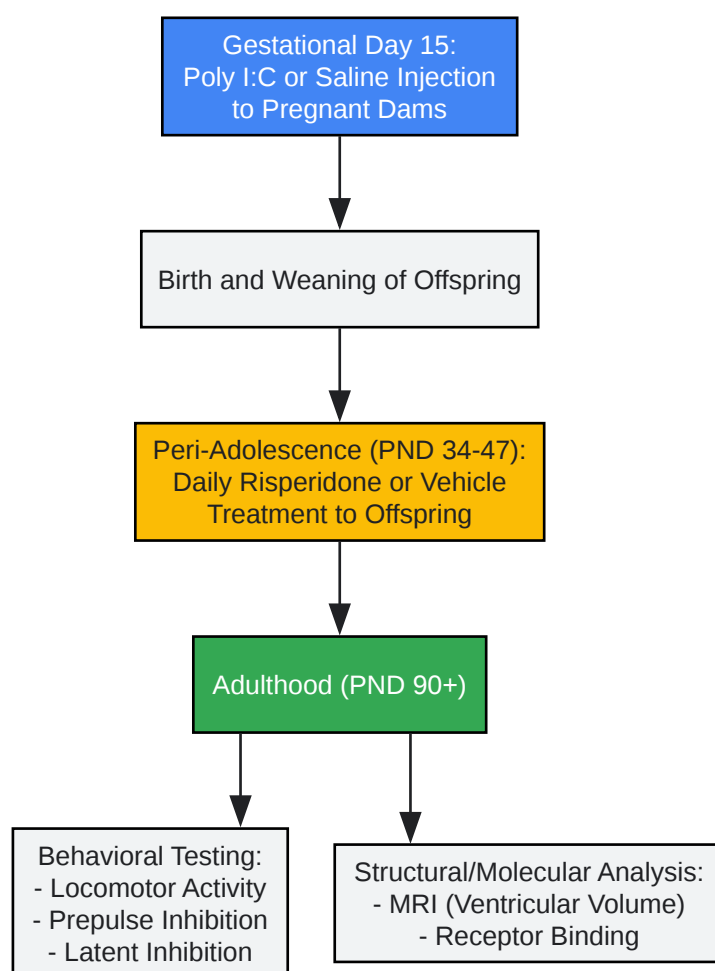 Gestational Day 15:
Poly I:C or Saline Injection
to Pregnant Dams
Birth and Weaning of Offspring
Peri-Adolescence (PND 34-47):
Daily Risperidone or Vehicle
Treatment to Offspring
Adulthood (PND 90+)
Behavioral Testing:
- Locomotor Activity
- Prepulse Inhibition
- Latent Inhibition
Structural/Molecular Analysis:
- MRI (Ventricular Volume)
- Receptor Binding